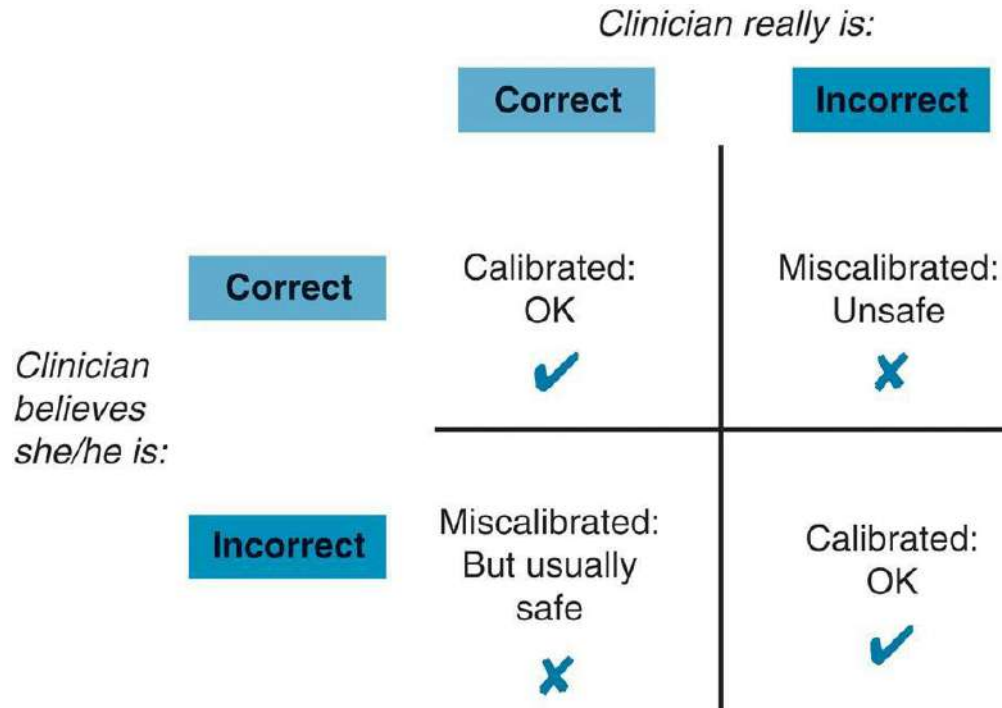 Clinician really is:
Correct
Incorrect
Correct
Calibrated:
OK
✔
Miscalibrated:
Unsafe
✘
Clinician
believes
she/he is:
Incorrect
Miscalibrated:
But usually
safe
✘
Calibrated:
OK
✔